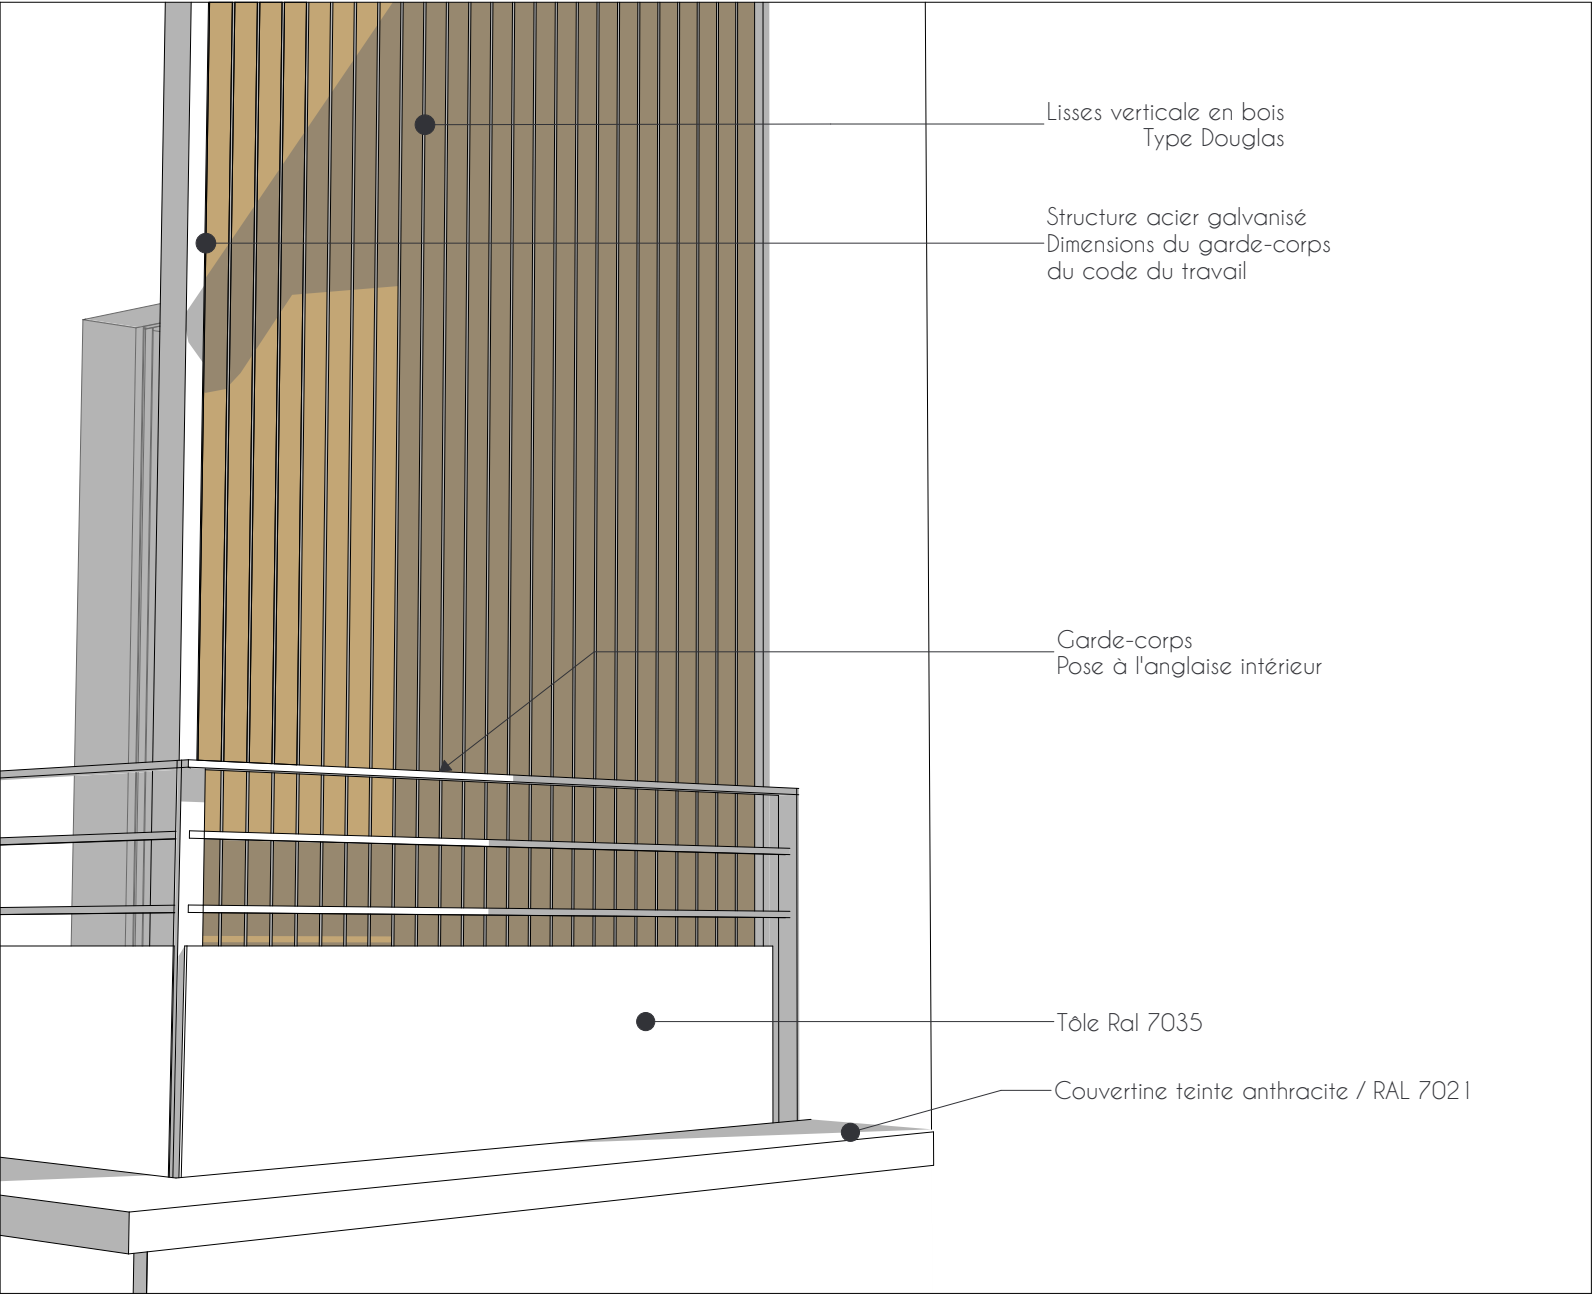 Lisses verticale en bois
Type Douglas
Structure acier galvanisé
Dimensions du garde-corps
du code du travail
Garde-corps
Pose à l'anglaise intérieur
Tôle Ral 7035
Couvertine teinte anthracite / RAL 7021